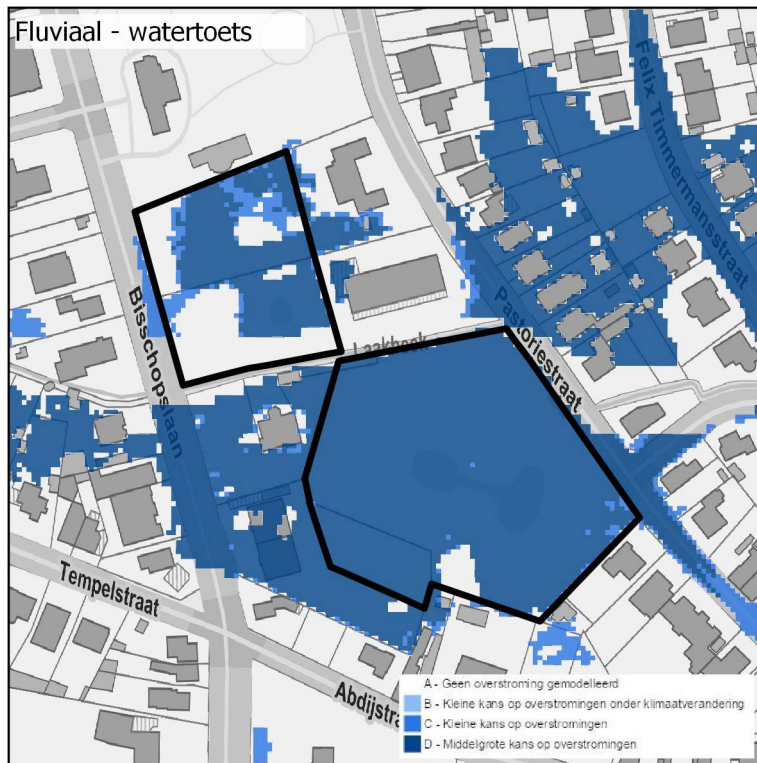 Fluviaal - watertoets
Felix Timmermansstraat
Bisschopslaan
Pastoriestraat
Laakbeek
Tempelstraat
Abdijstra
A - Geen overstroming gemodelleerd
B - Kleine kans op overstromingen onder klimaatverandering
C - Kleine kans op overstromingen
D - Middelgrote kans op overstromingen